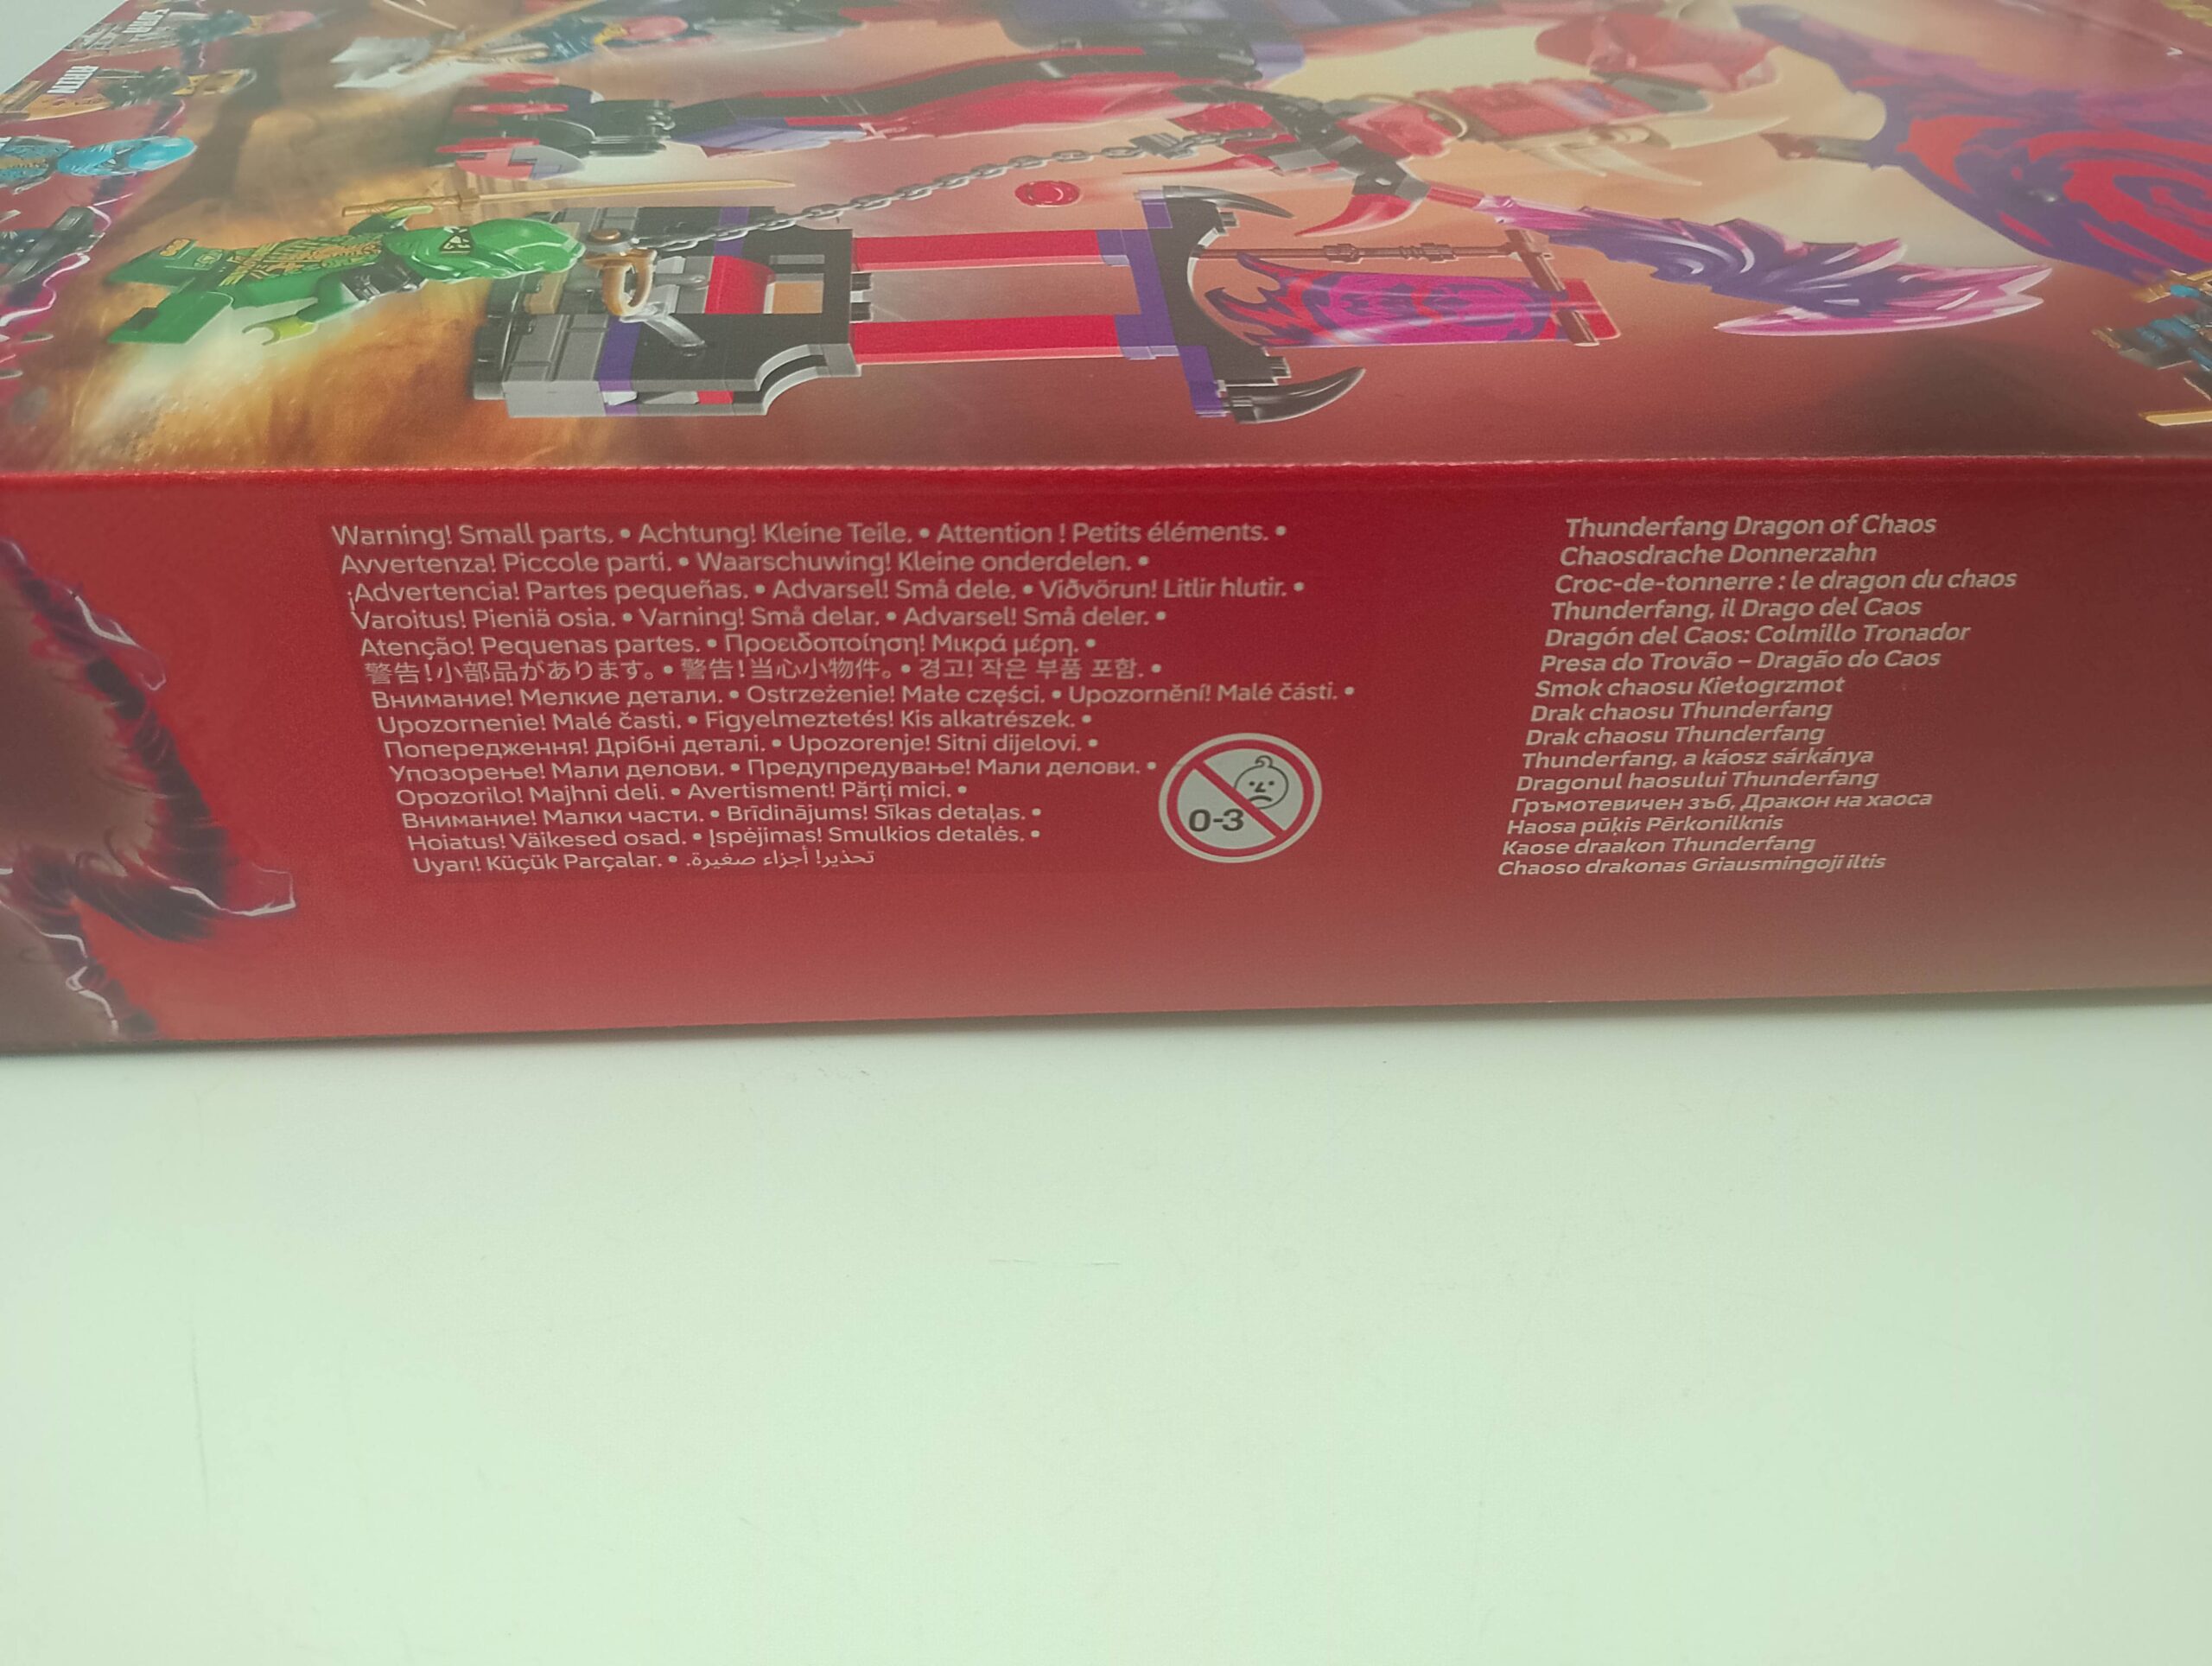 ARIN
Warning! Small parts. • Achtung! Kleine Teile. • Attention ! Petits éléments. •
Avvertenza! Piccole parti. • Waarschuwing! Kleine onderdelen. •
¡Advertencia! Partes pequeñas. • Advarsel! Små dele. • Viðvörun! Litlir hlutir. •
Varoitus! Pieniä osia. • Varning! Små delar. • Advarsel! Små deler. •
Atenção! Pequenas partes. • Προειδοποίηση! Μικρά μέρη. •
警告!小部品があります。• 警告!当心小物件。• 경고! 작은 부품 포함. •
Внимание! Мелкие детали. • Ostrzeżenie! Małe części. • Upozornění! Malé části. •
Upozornenie! Malé časti. • Figyelmeztetés! Kis alkatrészek. •
Попередження! Дрібні деталі. • Upozorenje! Sitni dijelovi. •
Упозорење! Мали делови. • Предупредување! Мали делови. •
Opozorilo! Majhni deli. • Avertisment! Părți mici. •
Внимание! Малки части. • Brīdinājums! Sīkas detaļas. •
Hoiatus! Väikesed osad. • Įspėjimas! Smulkios detalės. •
Uyarı! Küçük Parçalar. • تحذير! أجزاء صغيرة.
0-3
Thunderfang Dragon of Chaos
Chaosdrache Donnerzahn
Croc-de-tonnerre : le dragon du chaos
Thunderfang, il Drago del Caos
Dragón del Caos: Colmillo Tronador
Presa do Trovão – Dragão do Caos
Smok chaosu Kiełogrzmot
Drak chaosu Thunderfang
Drak chaosu Thunderfang
Thunderfang, a káosz sárkánya
Dragonul haosului Thunderfang
Гръмотевичен зъб, Дракон на хаоса
Haosa pūķis Pērkonilknis
Kaose draakon Thunderfang
Chaoso drakonas Griausmingoji iltis